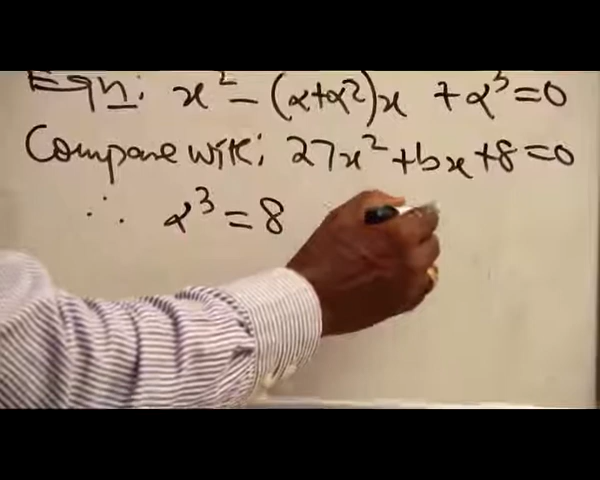 Eqn: x² - (α+α²)x + α³ = 0
Compare with: 27x² + bx + 8 = 0
∴ α³ = 8